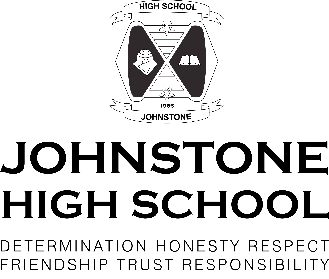 HIGH SCHOOL
1965
JOHNSTONE
JOHNSTONE
HIGH SCHOOL
DETERMINATION HONESTY RESPECT
FRIENDSHIP TRUST RESPONSIBILITY